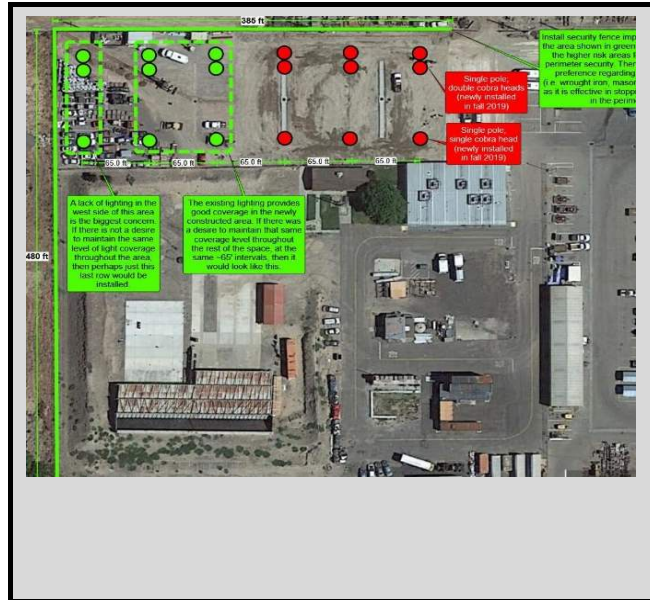 385 ft
Install security fence imp
the area shown in green
the higher risk areas f
perimeter security. Ther
preference regarding
(i.e. wrought iron, mason
as it is effective in stoppi
in the perime
Single pole;
double cobra heads
(newly installed
in fall 2019)
Single pole;
single cobra head
(newly installed
in fall 2019)
65.0 ft
65.0 ft
65.0 ft
65.0 ft
65.0 ft
A lack of lighting in the
west side of this area
is the biggest concern.
If there is not a desire
to maintain the same
level of light coverage
throughout the area,
then perhaps just this
last row would be
installed.
The existing lighting provides
good coverage in the newly
constructed area. If there was
a desire to maintain that same
coverage level throughout
the rest of the space, at the
same ~65' intervals, then it
would look like this.
480 ft